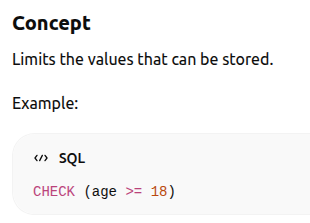 Concept
Limits the values that can be stored.
Example:
SQL
CHECK (age >= 18)